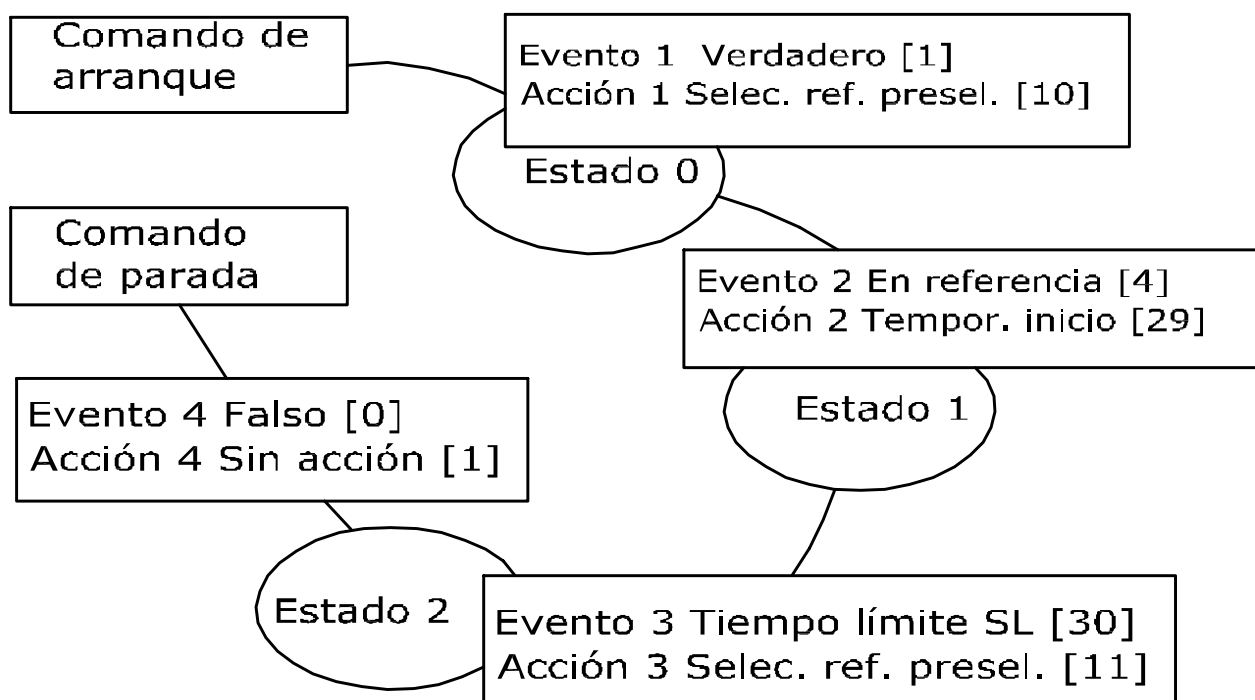 Comando de
arranque
Evento 1 Verdadero [1]
Acción 1 Selec. ref. presel. [10]
Estado 0
Comando
de parada
Evento 2 En referencia [4]
Acción 2 Tempor. inicio [29]
Estado 1
Evento 4 Falso [0]
Acción 4 Sin acción [1]
Estado 2
Evento 3 Tiempo límite SL [30]
Acción 3 Selec. ref. presel. [11]